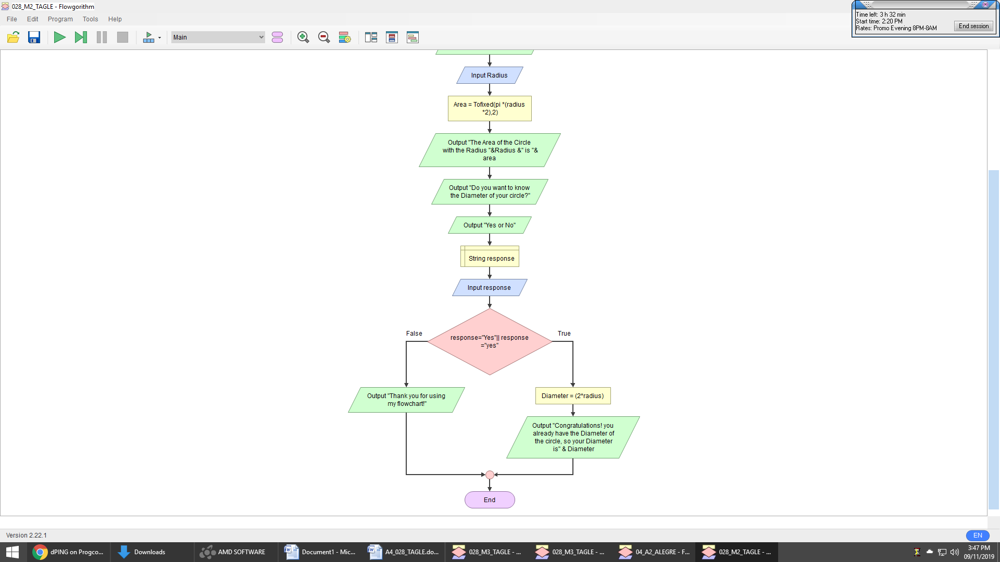 028_M2_TAGLE - Flowgorithm
File Edit Program Tools Help
Main
Time left: 3 h 32 min
Start time: 2:20 PM
Rates: Promo Evening 8PM-8AM
End session
Input Radius
Area = Tofixed(pi *(radius
*2),2)
Output "The Area of the Circle
with the Radius "&Radius &" is "&
area
Output "Do you want to know
the Diameter of your circle?"
Output "Yes or No"
String response
Input response
False
True
response="Yes"|| response
="yes"
Output "Thank you for using
my flowchart!"
Diameter = (2*radius)
Output "Congratulations! you
already have the Diameter of
the circle, so your Diameter
is" & Diameter
End
Version 2.22.1
EN
dPING on Progco...
Downloads
AMD SOFTWARE
Document1 - Mic...
A4_028_TAGLE.do...
028_M3_TAGLE - ...
028_M3_TAGLE - ...
04_A2_ALEGRE - F...
028_M2_TAGLE - ...
3:47 PM
09/11/2019